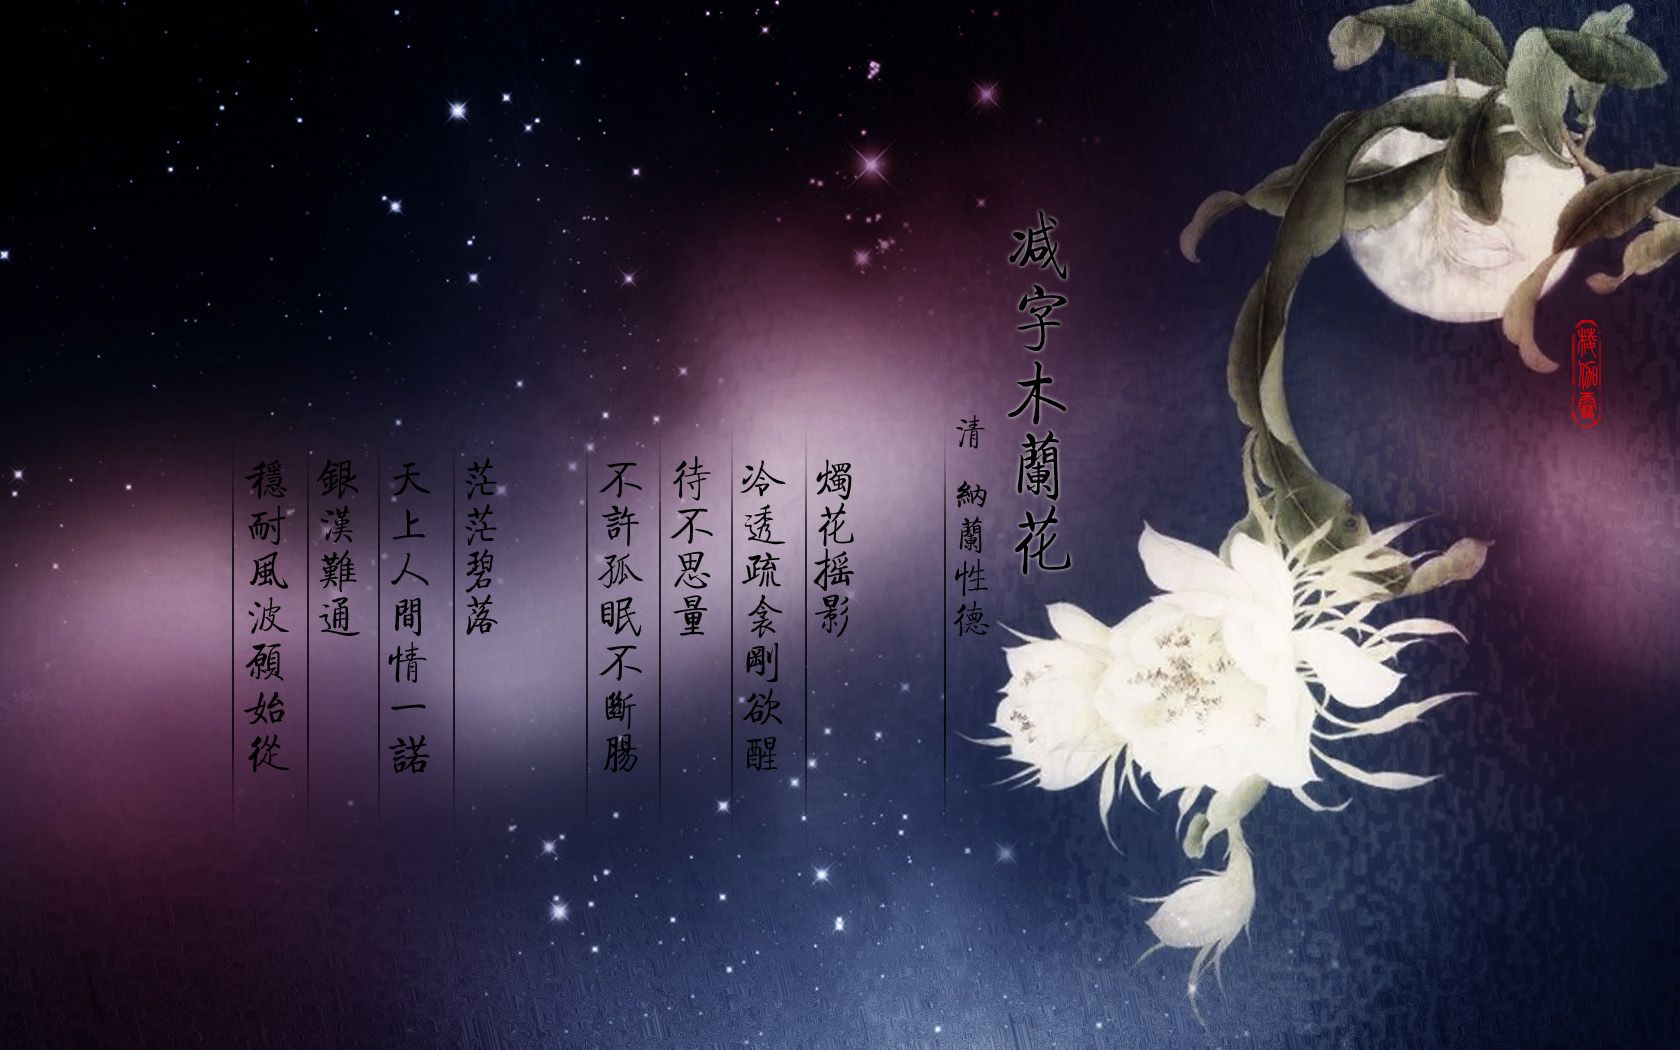 减字木蘭花
清 納蘭性德
燭花摇影
冷透疏衾剛欲醒
待不思量
不許孤眠不斷腸
茫茫碧落
天上人間情一諾
銀漢難通
穩耐風波願始從